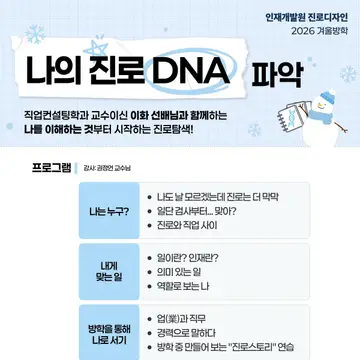 인재개발원 진로디자인
2026 겨울방학
나의 진로 DNA 파악
직업컨설팅학과 교수이신 이화 선배님과 함께하는
나를 이해하는 것부터 시작하는 진로탐색!
프로그램 강사: 권정언 교수님
나는 누구?
• 나도 날 모르겠는데 진로는 더 막막
• 일단 검사부터... 맞아?
• 진로와 직업 사이
내게
맞는 일
• 일이란? 인재란?
• 의미 있는 일
• 역할로 보는 나
방학을 통해
나로 서기
• 업(業)과 직무
• 경력으로 말하다
• 방학 중 만들어 보는 "진로스토리" 연습